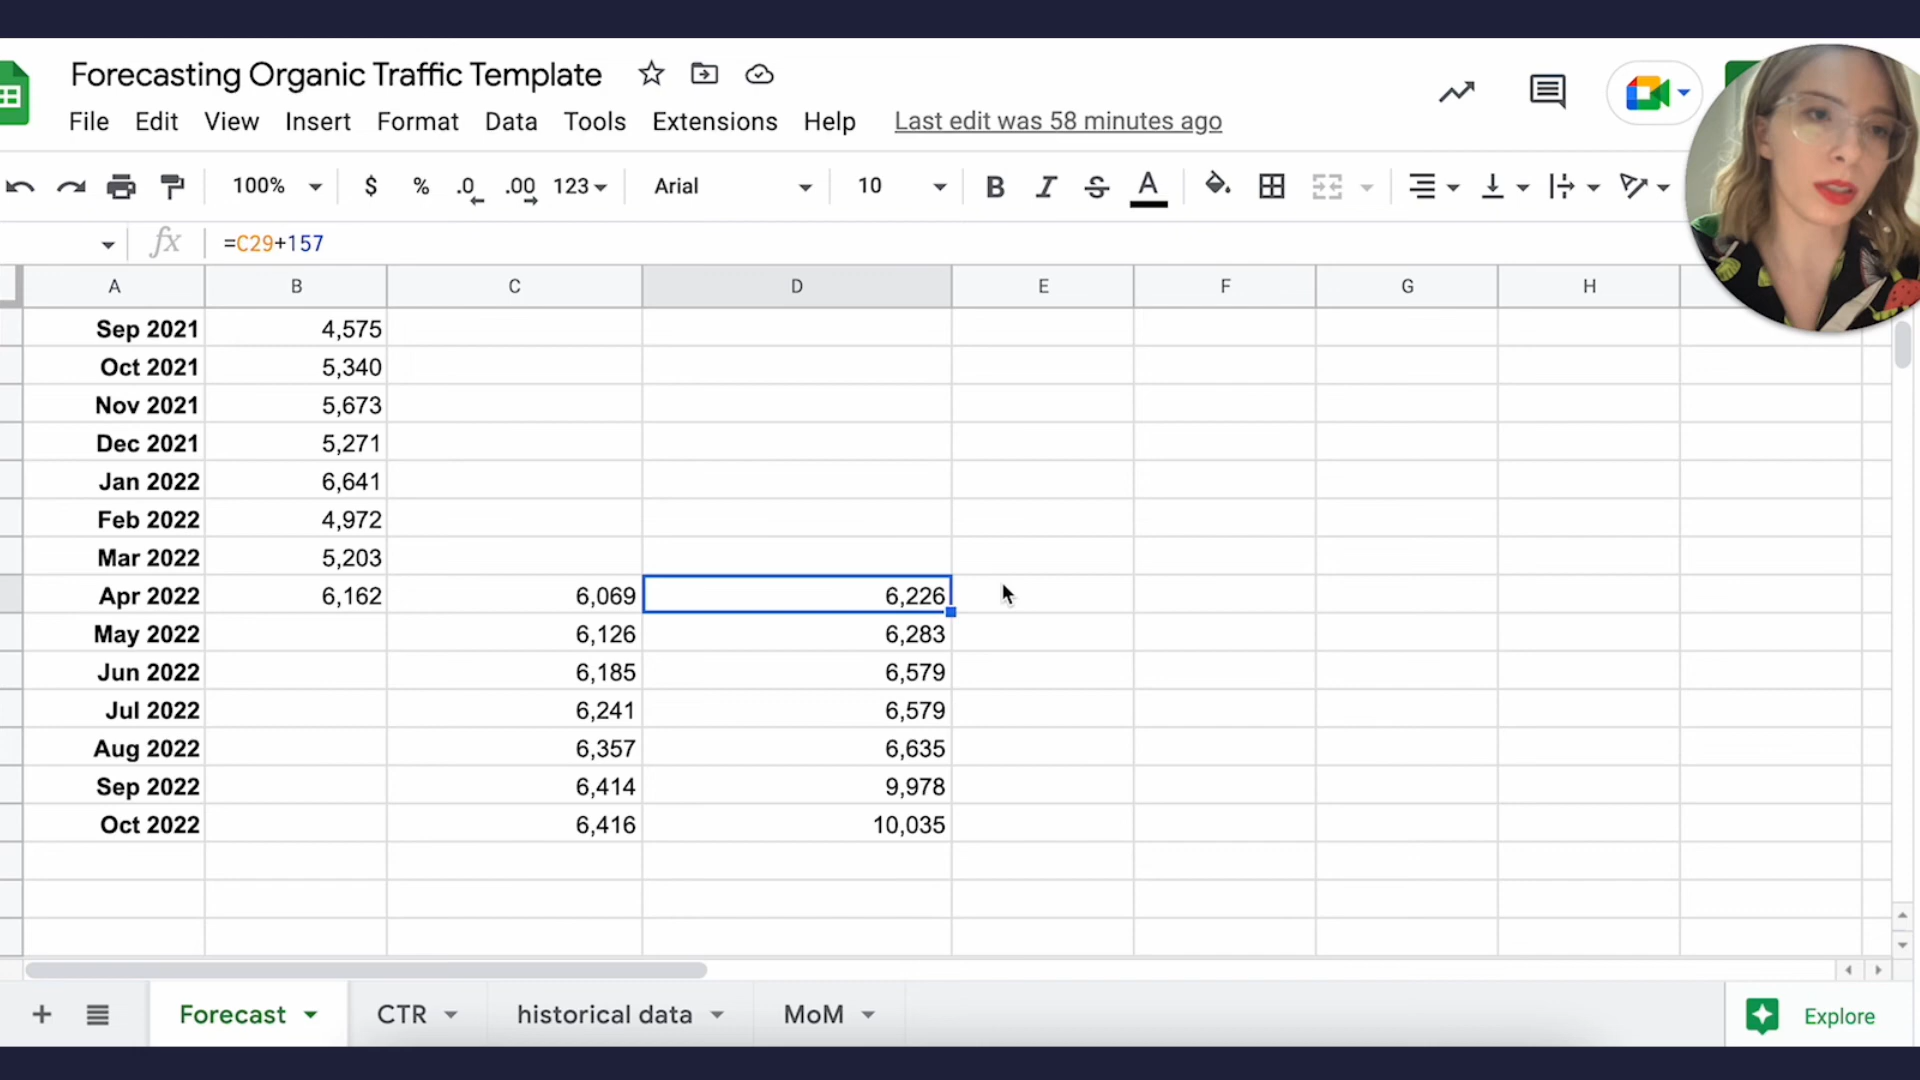 Forecasting Organic Traffic Template
File Edit View Insert Format Data Tools Extensions Help Last edit was 58 minutes ago
100% $ % .0 .00 123 Arial 10 B I S A
fx =C29+157
A B C D E F G H
Sep 2021 4,575
Oct 2021 5,340
Nov 2021 5,673
Dec 2021 5,271
Jan 2022 6,641
Feb 2022 4,972
Mar 2022 5,203
Apr 2022 6,162 6,069 6,226
May 2022 6,126 6,283
Jun 2022 6,185 6,579
Jul 2022 6,241 6,579
Aug 2022 6,357 6,635
Sep 2022 6,414 9,978
Oct 2022 6,416 10,035
+ Forecast CTR historical data MoM Explore